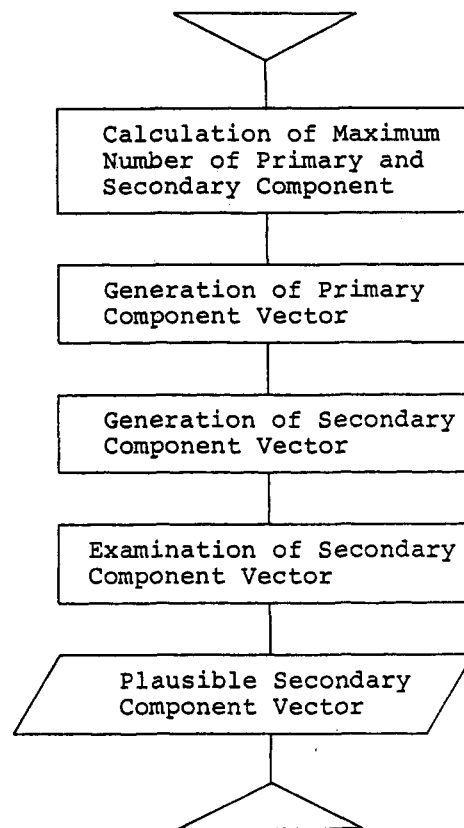 Calculation of Maximum
Number of Primary and
Secondary Component
Generation of Primary
Component Vector
Generation of Secondary
Component Vector
Examination of Secondary
Component Vector
Plausible Secondary
Component Vector